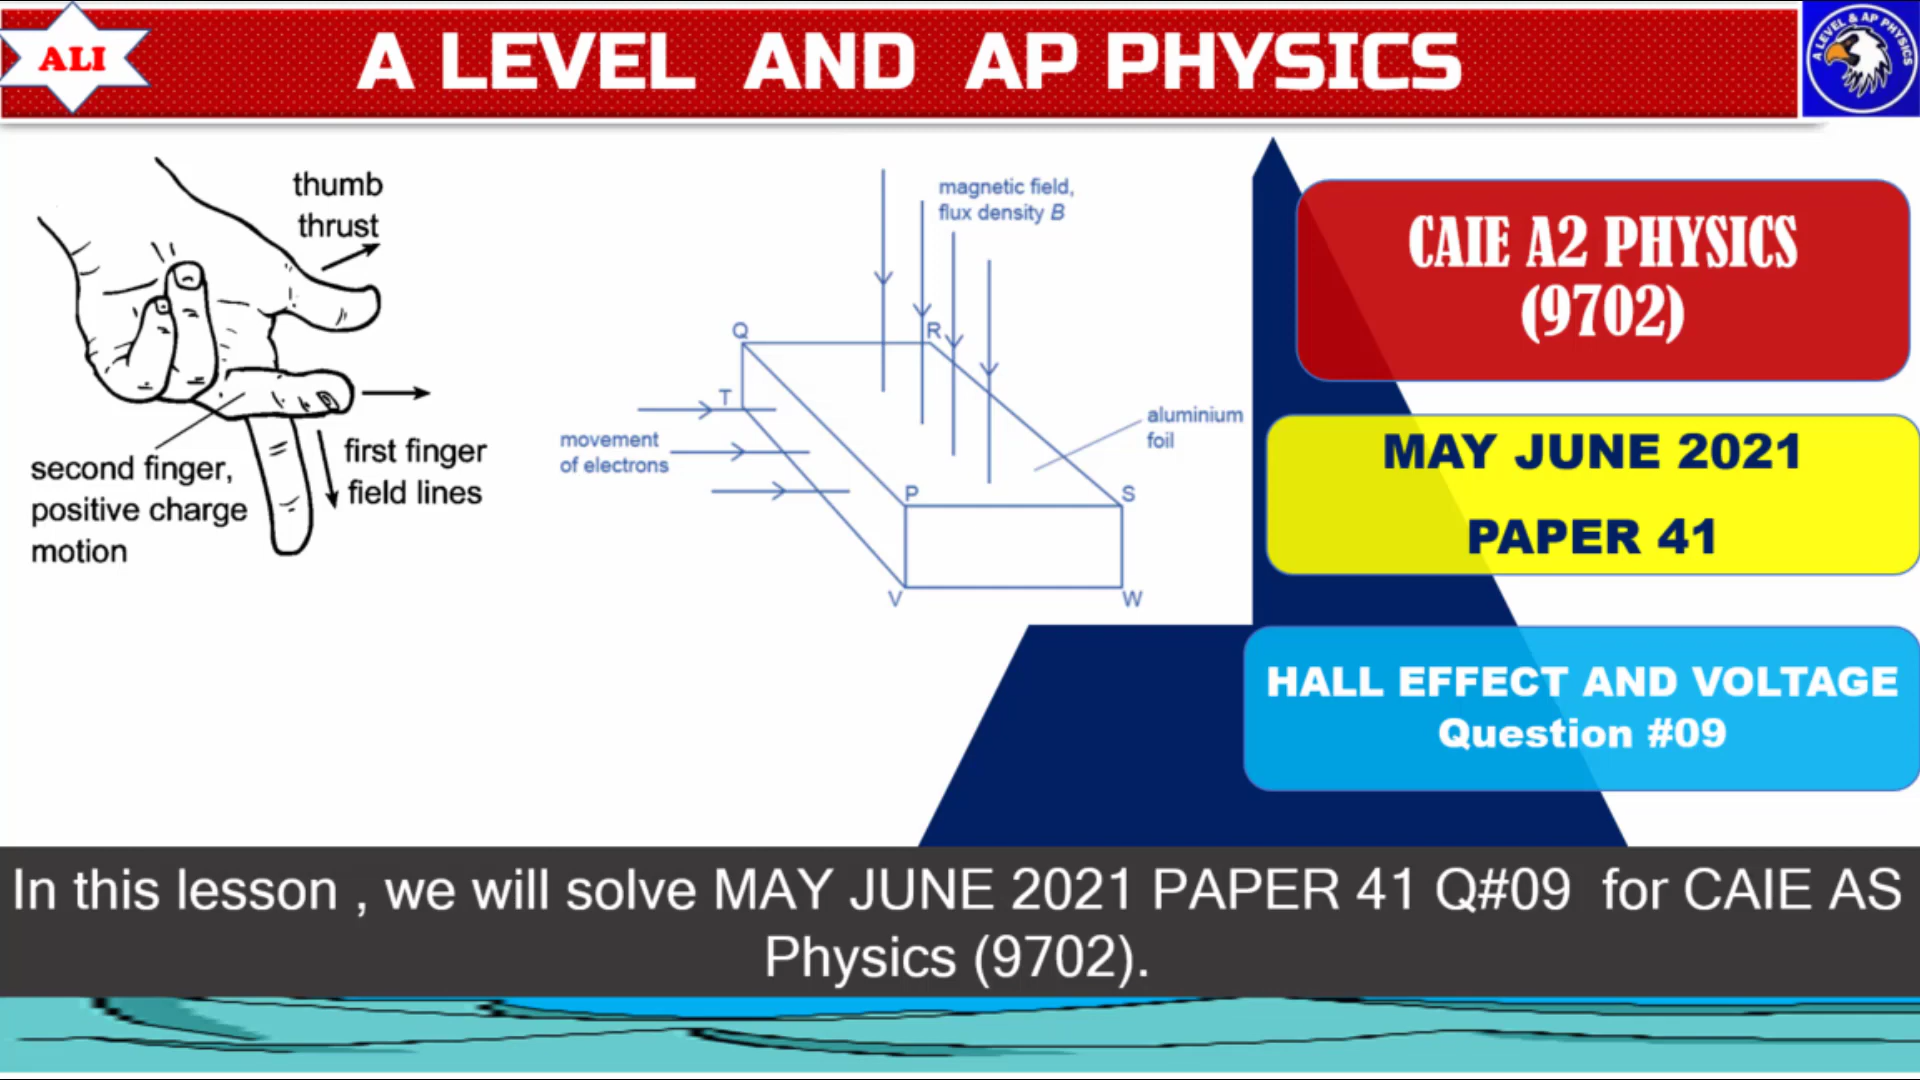 ALI
A LEVEL AND AP PHYSICS
A LEVEL & AP PHYSICS
thumb
thrust
second finger,
positive charge
motion
first finger
field lines
magnetic field,
flux density B
Q
R
T
movement
of electrons
aluminium
foil
P
S
V
W
CAIE A2 PHYSICS
(9702)
MAY JUNE 2021
PAPER 41
HALL EFFECT AND VOLTAGE
Question #09
In this lesson , we will solve MAY JUNE 2021 PAPER 41 Q#09 for CAIE AS
Physics (9702).